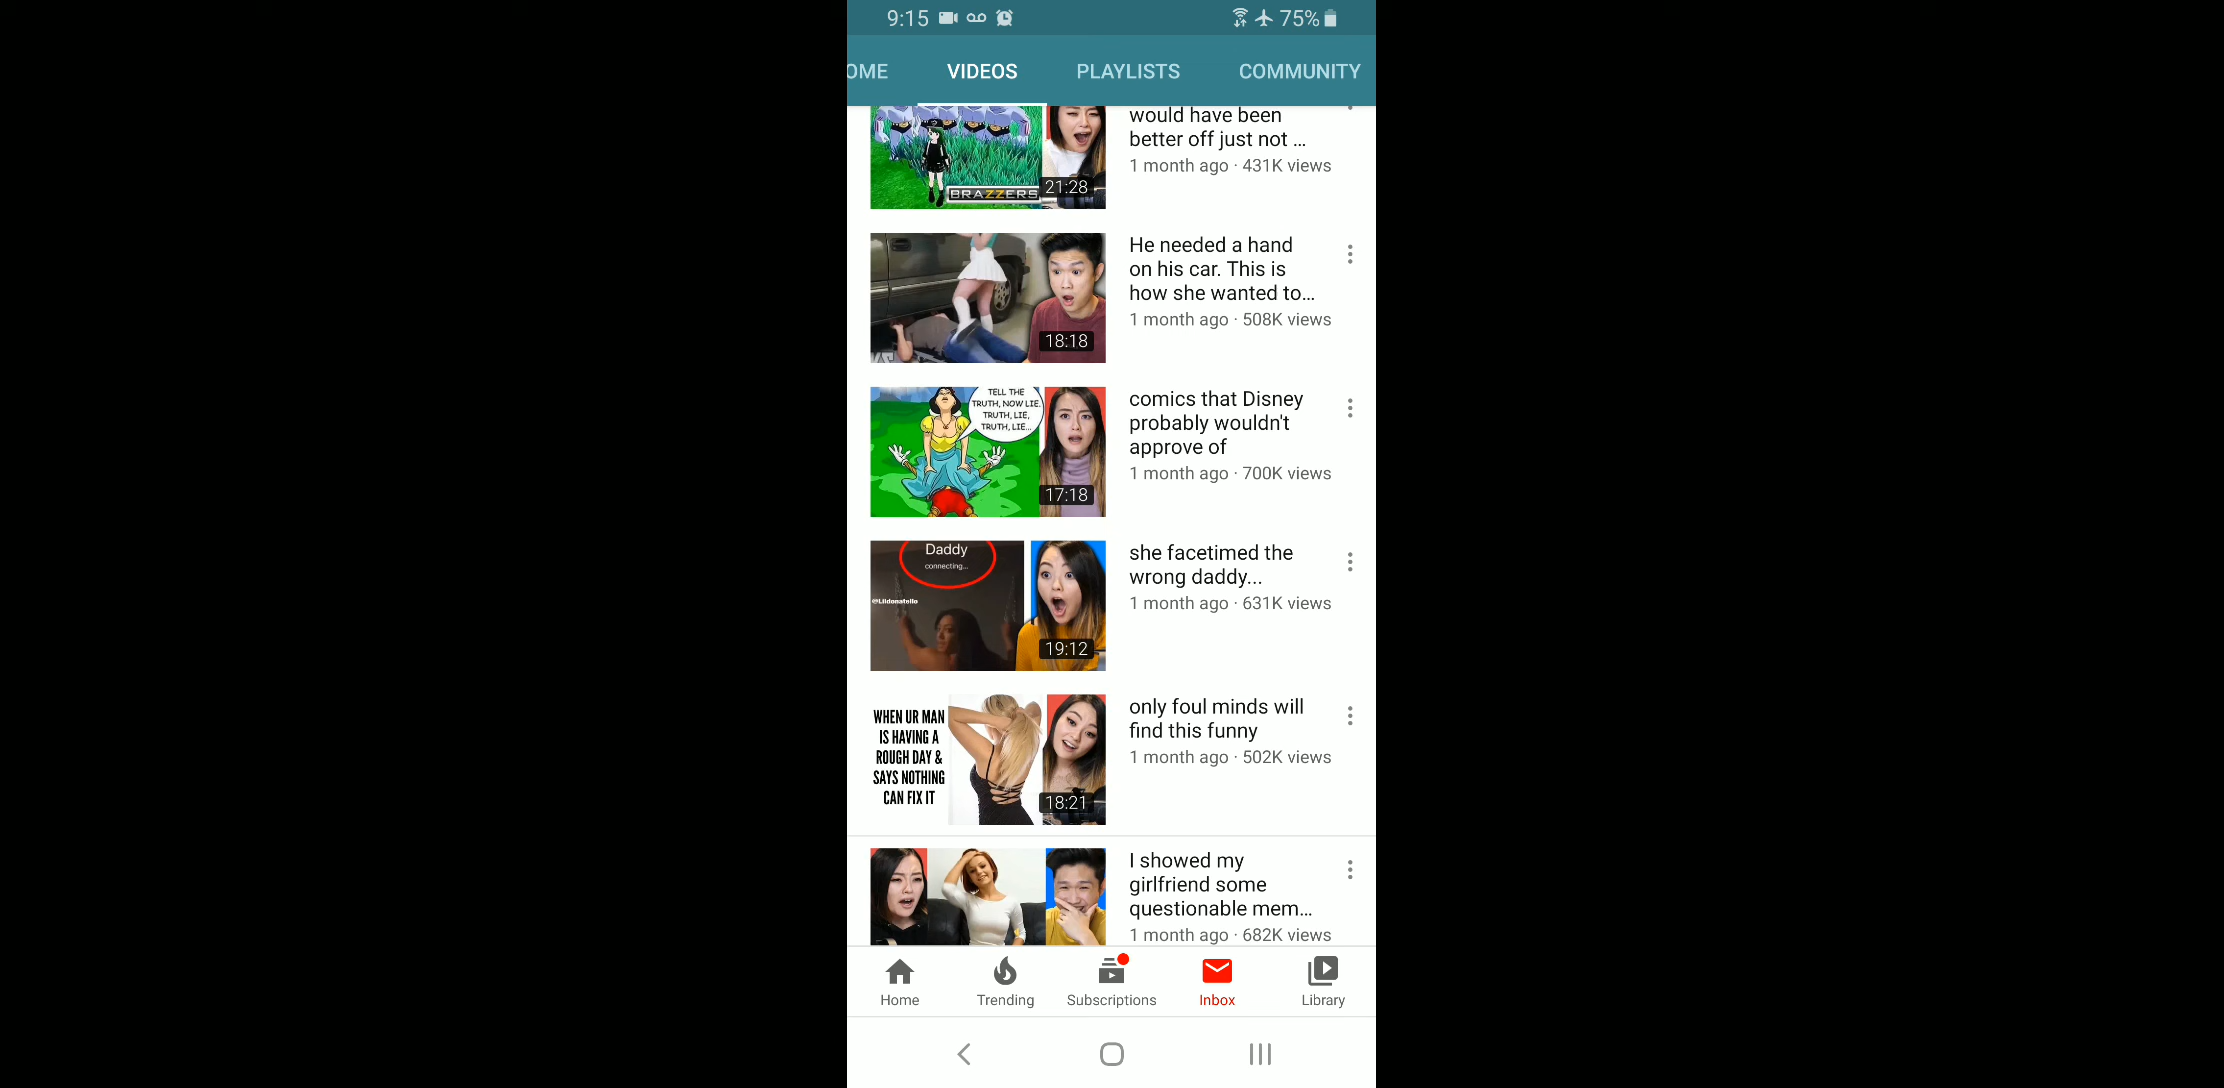 9:15 75%
OME VIDEOS PLAYLISTS COMMUNITY
would have been
better off just not ...
1 month ago · 431K views
BRAZZERS
21:28
He needed a hand
on his car. This is
how she wanted to...
1 month ago · 508K views
18:18
TELL THE
TRUTH, NOW LIE,
TRUTH, LIE,
TRUTH, LIE...
17:18
comics that Disney
probably wouldn't
approve of
1 month ago · 700K views
Daddy
connecting...
@Lildonatello
19:12
she facetimed the
wrong daddy...
1 month ago · 631K views
WHEN UR MAN
IS HAVING A
ROUGH DAY &
SAYS NOTHING
CAN FIX IT
18:21
only foul minds will
find this funny
1 month ago · 502K views
I showed my
girlfriend some
questionable mem...
1 month ago · 682K views
Home Trending Subscriptions Inbox Library